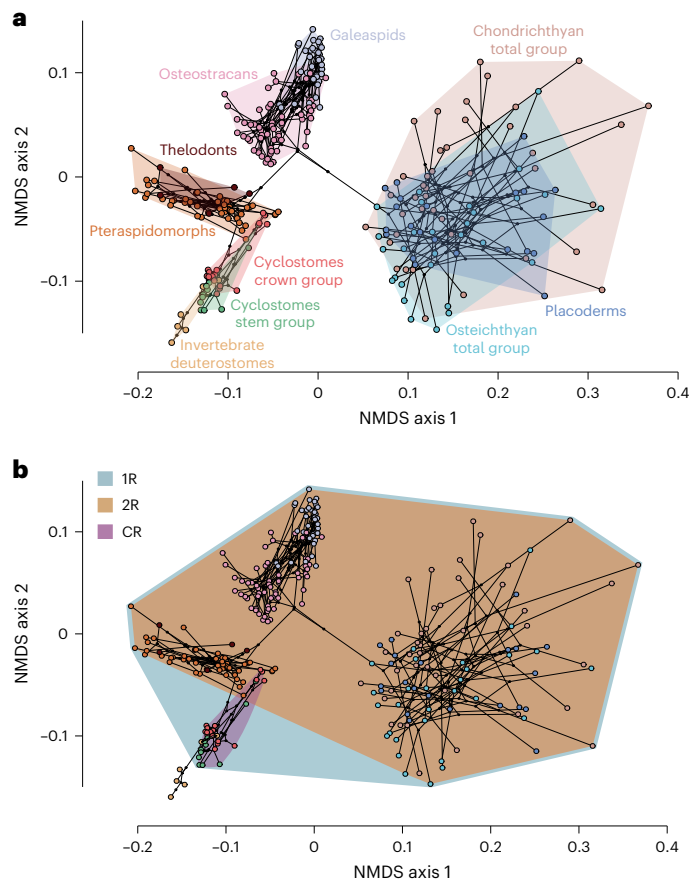 a
Galeaspids
Chondrichthyan
total group
Osteostracans
0.1
Thelodonts
0
NMDS axis 2
Pteraspidomorphs
Cyclostomes
crown group
−0.1
Cyclostomes
stem group
Placoderms
Osteichthyan
total group
Invertebrate
deuterostomes
−0.2
−0.1
0
0.1
0.2
0.3
0.4
NMDS axis 1
b
1R
2R
CR
0.1
0
NMDS axis 2
−0.1
−0.2
−0.1
0
0.1
0.2
0.3
0.4
NMDS axis 1